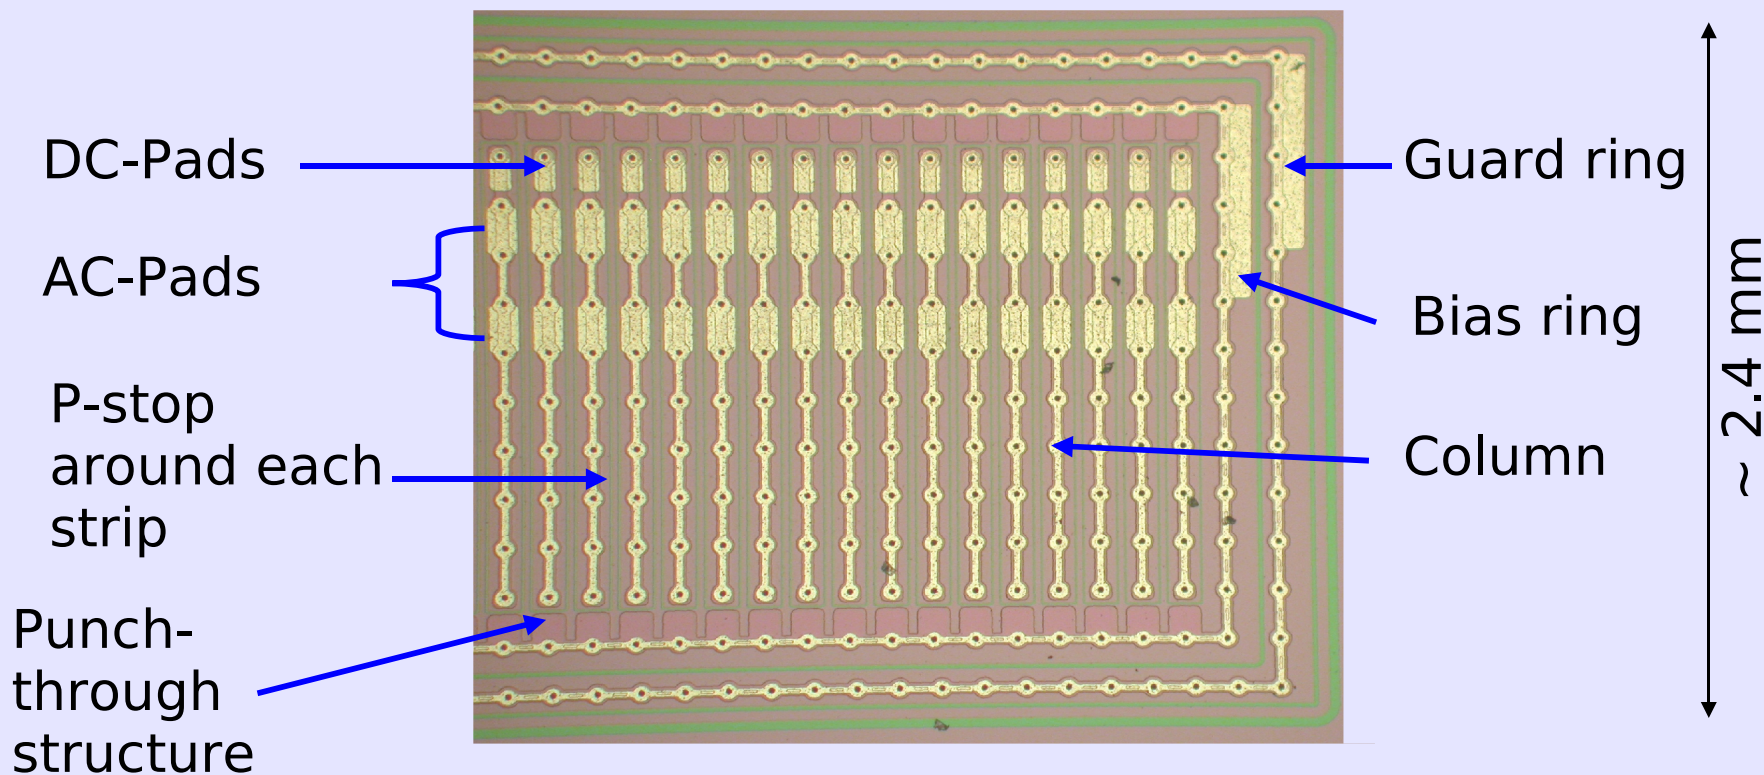 DC-Pads
AC-Pads
P-stop
around each
strip
Punch-
through
structure
Guard ring
Bias ring
Column
~ 2.4 mm